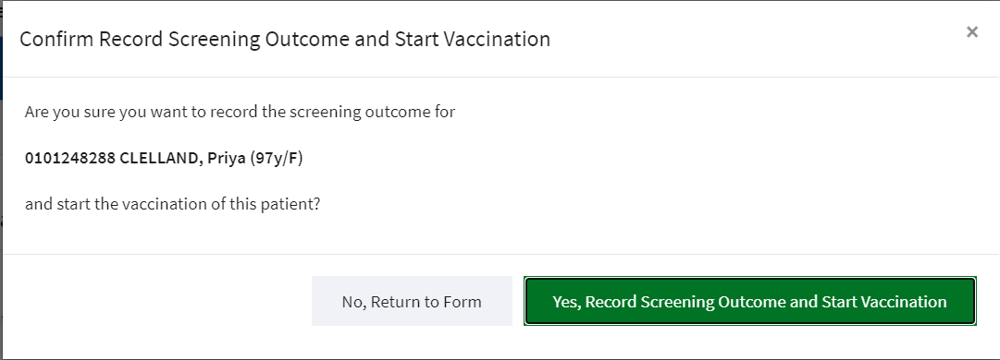 Confirm Record Screening Outcome and Start Vaccination
×
Are you sure you want to record the screening outcome for
0101248288 CLELLAND, Priya (97y/F)
and start the vaccination of this patient?
No, Return to Form
Yes, Record Screening Outcome and Start Vaccination